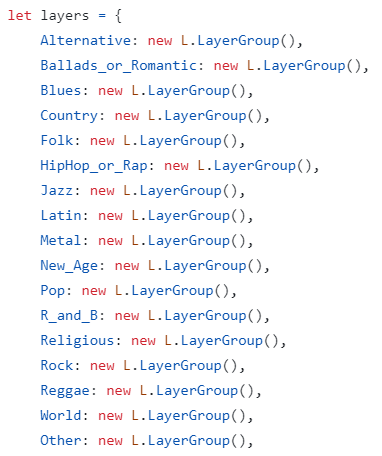 let layers = {
Alternative: new L.LayerGroup(),
Ballads_or_Romantic: new L.LayerGroup(),
Blues: new L.LayerGroup(),
Country: new L.LayerGroup(),
Folk: new L.LayerGroup(),
HipHop_or_Rap: new L.LayerGroup(),
Jazz: new L.LayerGroup(),
Latin: new L.LayerGroup(),
Metal: new L.LayerGroup(),
New_Age: new L.LayerGroup(),
Pop: new L.LayerGroup(),
R_and_B: new L.LayerGroup(),
Religious: new L.LayerGroup(),
Rock: new L.LayerGroup(),
Reggae: new L.LayerGroup(),
World: new L.LayerGroup(),
Other: new L.LayerGroup(),